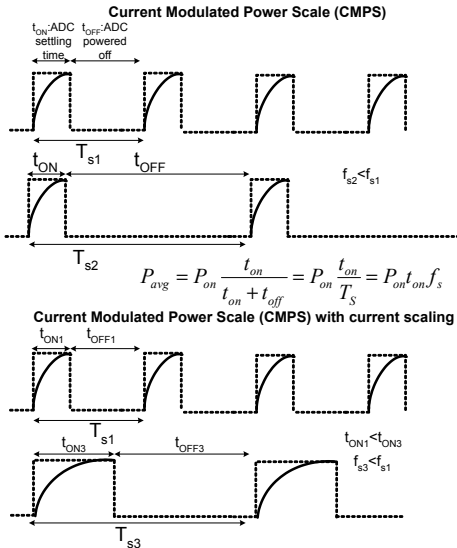 Current Modulated Power Scale (CMPS)
tON:ADC settling time
tOFF:ADC powered off
Ts1
tON
tOFF
fs2<fs1
Ts2
Pavg = Pon ton / (ton + toff) = Pon ton / TS = Pon ton fs
Current Modulated Power Scale (CMPS) with current scaling
tON1
tOFF1
Ts1
tON3
tOFF3
tON1<tON3
fs3<fs1
Ts3